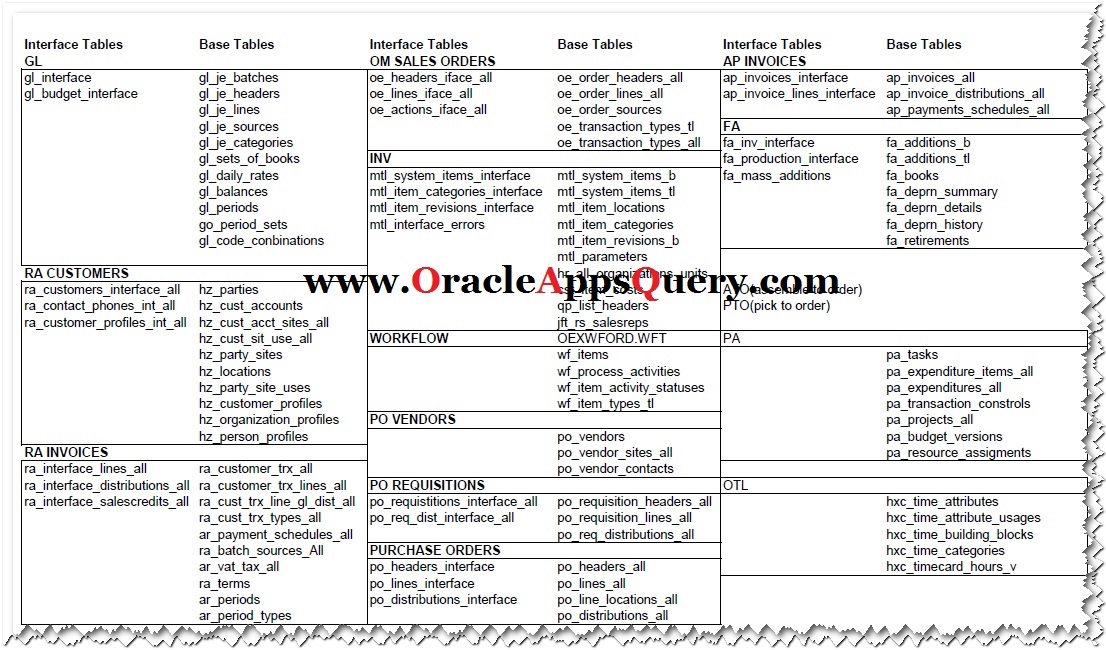 Interface Tables Base Tables
GL
gl_interface gl_je_batches
gl_budget_interface gl_je_headers
gl_je_lines
gl_je_sources
gl_je_categories
gl_sets_of_books
gl_daily_rates
gl_balances
gl_periods
go_period_sets
gl_code_conbinations
RA CUSTOMERS
ra_customers_interface_all hz_parties
ra_contact_phones_int_all hz_cust_accounts
ra_customer_profiles_int_all hz_cust_acct_sites_all
hz_cust_sit_use_all
hz_party_sites
hz_locations
hz_party_site_uses
hz_customer_profiles
hz_organization_profiles
hz_person_profiles
RA INVOICES
ra_interface_lines_all ra_customer_trx_all
ra_interface_distributions_all ra_customer_trx_lines_all
ra_interface_salescredits_all ra_cust_trx_line_gl_dist_all
ra_cust_trx_types_all
ar_payment_schedules_all
ra_batch_sources_All
ar_vat_tax_all
ra_terms
ar_periods
ar_period_types
Interface Tables Base Tables
OM SALES ORDERS
oe_headers_iface_all oe_order_headers_all
oe_lines_iface_all oe_order_lines_all
oe_actions_iface_all oe_order_sources
oe_transaction_types_tl
oe_transaction_types_all
INV
mtl_system_items_interface mtl_system_items_b
mtl_item_categories_interface mtl_system_items_tl
mtl_item_revisions_interface mtl_item_locations
mtl_interface_errors mtl_item_categories
mtl_item_revisions_b
mtl_parameters
hr_all_organizations_units
www.OracleAppsQuery.com
cst_item_costs
qp_list_headers
jft_rs_salesreps
WORKFLOW OEXWFORD.WFT
wf_items
wf_process_activities
wf_item_activity_statuses
wf_item_types_tl
PO VENDORS
po_vendors
po_vendor_sites_all
po_vendor_contacts
PO REQUISITIONS
po_requistitions_interface_all po_requisition_headers_all
po_req_dist_interface_all po_requisition_lines_all
po_req_distributions_all
PURCHASE ORDERS
po_headers_interface po_headers_all
po_lines_interface po_lines_all
po_distributions_interface po_line_locations_all
po_distributions_all
Interface Tables Base Tables
AP INVOICES
ap_invoices_interface ap_invoices_all
ap_invoice_lines_interface ap_invoice_distributions_all
ap_payments_schedules_all
FA
fa_inv_interface fa_additions_b
fa_production_interface fa_additions_tl
fa_mass_additions fa_books
fa_deprn_summary
fa_deprn_details
fa_deprn_history
fa_retirements
ATO(assemble to order)
PTO(pick to order)
PA
pa_tasks
pa_expenditure_items_all
pa_expenditures_all
pa_transaction_constrols
pa_projects_all
pa_budget_versions
pa_resource_assigments
OTL
hxc_time_attributes
hxc_time_attribute_usages
hxc_time_building_blocks
hxc_time_categories
hxc_timecard_hours_v